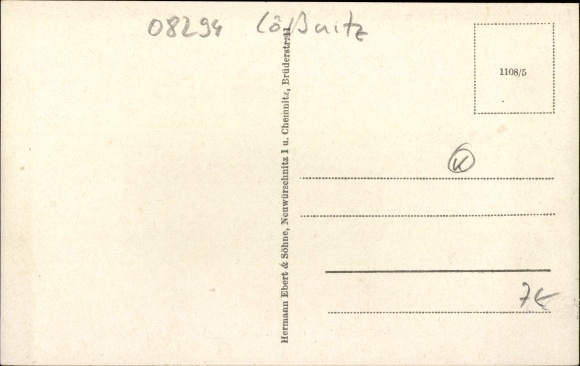 08294 Lößnitz
Hermann Ebert & Söhne, Neuwürschnitz I u. Chemnitz, Brüderstr. 11
1108/5
K
7€